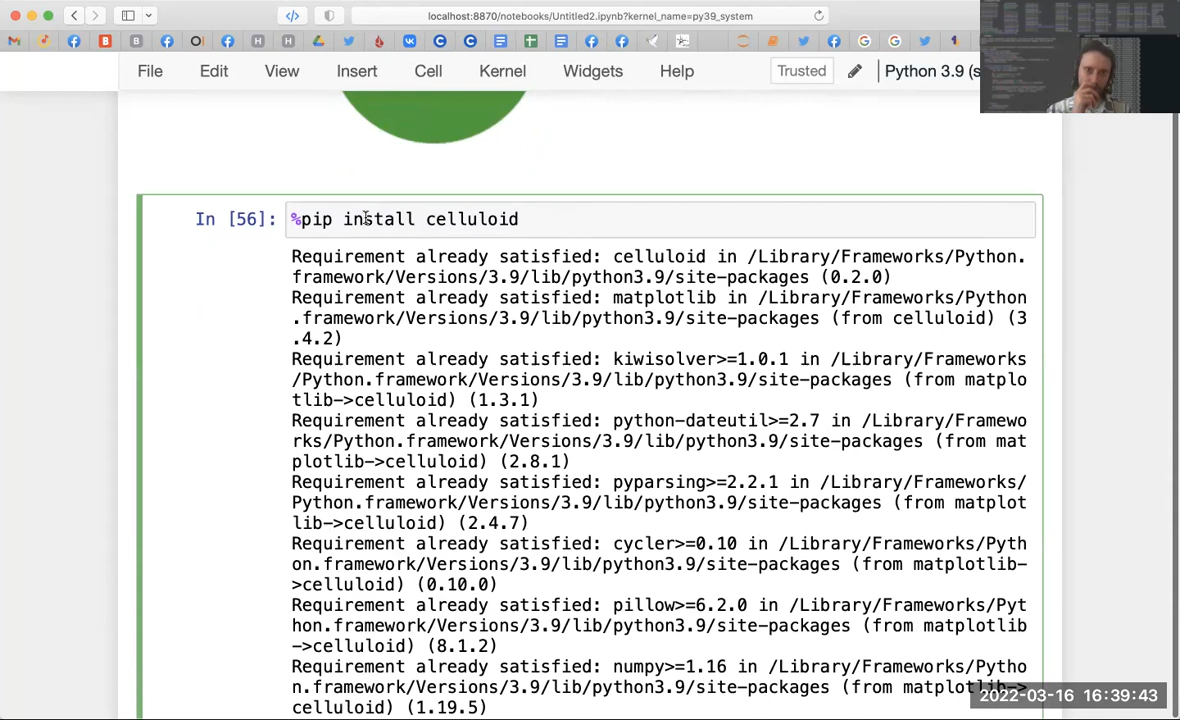 localhost:8870/notebooks/Untitled2.ipynb?kernel_name=py39_system
File Edit View Insert Cell Kernel Widgets Help Trusted Python 3.9 (s
In [56]: %pip install celluloid
Requirement already satisfied: celluloid in /Library/Frameworks/Python.
framework/Versions/3.9/lib/python3.9/site-packages (0.2.0)
Requirement already satisfied: matplotlib in /Library/Frameworks/Python
.framework/Versions/3.9/lib/python3.9/site-packages (from celluloid) (3
.4.2)
Requirement already satisfied: kiwisolver>=1.0.1 in /Library/Frameworks
/Python.framework/Versions/3.9/lib/python3.9/site-packages (from matplo
tlib->celluloid) (1.3.1)
Requirement already satisfied: python-dateutil>=2.7 in /Library/Framewo
rks/Python.framework/Versions/3.9/lib/python3.9/site-packages (from mat
plotlib->celluloid) (2.8.1)
Requirement already satisfied: pyparsing>=2.2.1 in /Library/Frameworks/
Python.framework/Versions/3.9/lib/python3.9/site-packages (from matplot
lib->celluloid) (2.4.7)
Requirement already satisfied: cycler>=0.10 in /Library/Frameworks/Pyth
on.framework/Versions/3.9/lib/python3.9/site-packages (from matplotlib-
>celluloid) (0.10.0)
Requirement already satisfied: pillow>=6.2.0 in /Library/Frameworks/Pyt
hon.framework/Versions/3.9/lib/python3.9/site-packages (from matplotlib
->celluloid) (8.1.2)
Requirement already satisfied: numpy>=1.16 in /Library/Frameworks/Pytho
n.framework/Versions/3.9/lib/python3.9/site-packages (from matplotlib->
celluloid) (1.19.5)
2022-03-16 16:39:43